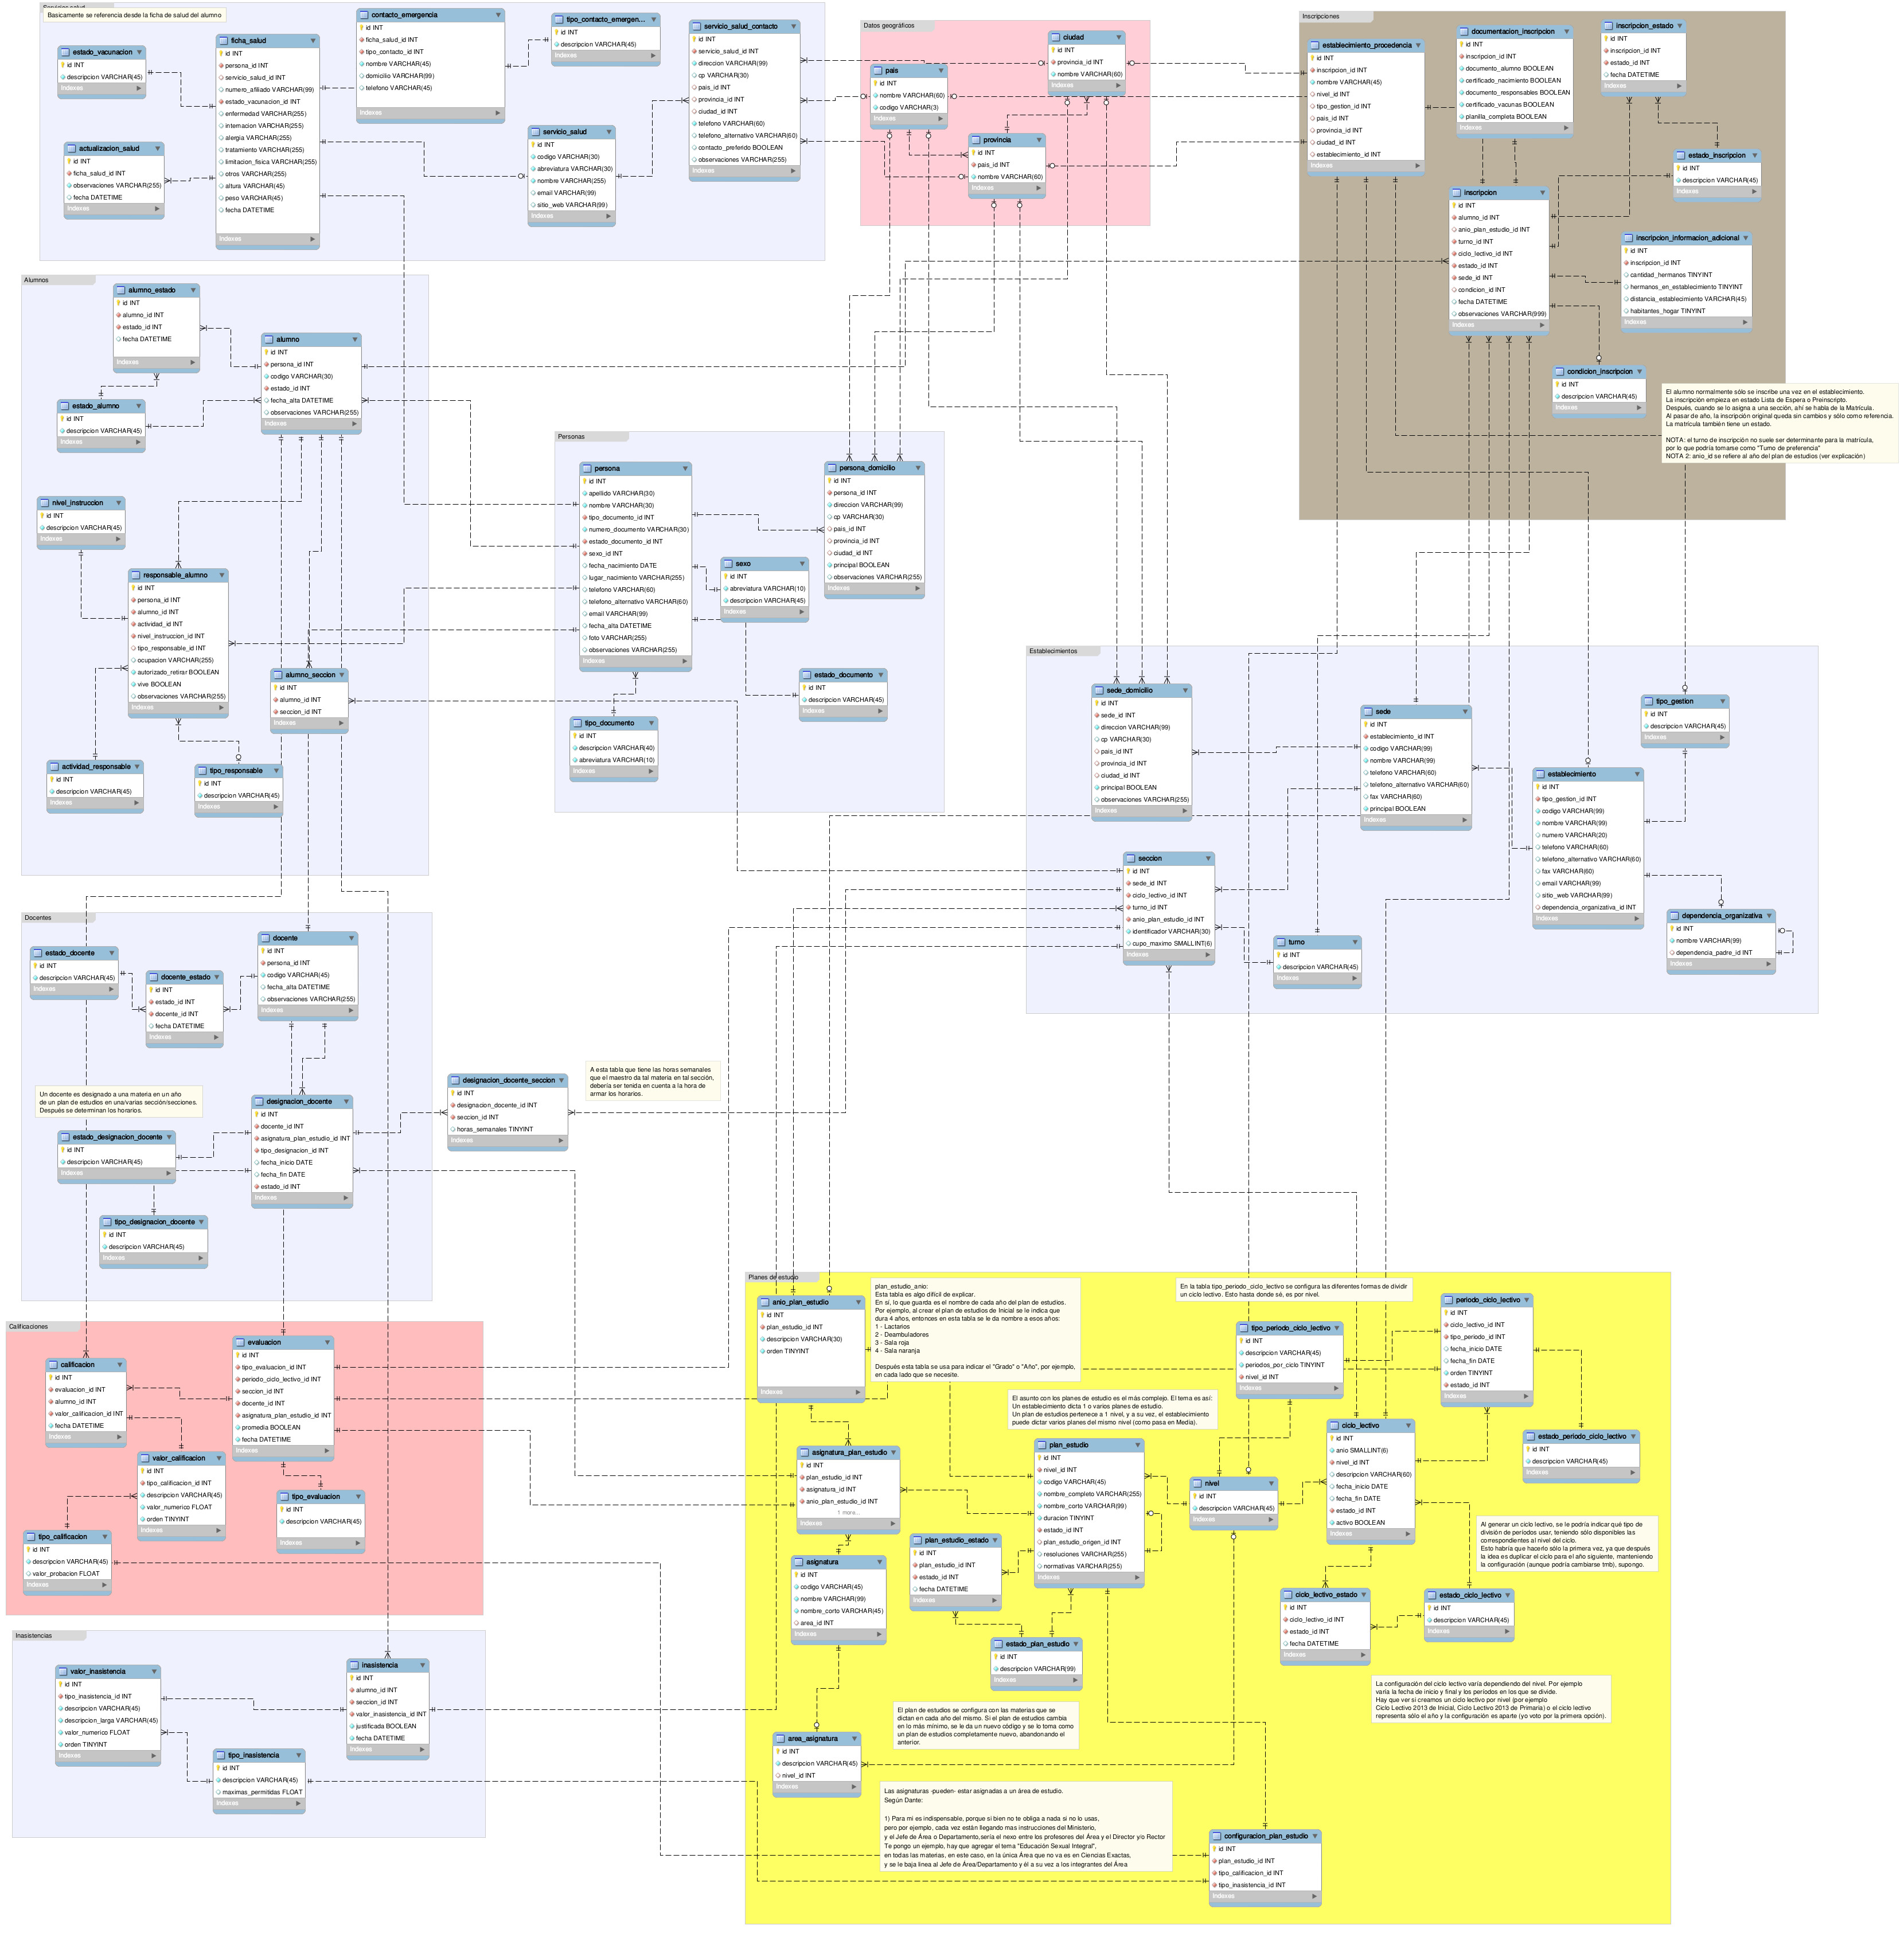 Servicios salud
Basicamente se referencia desde la ficha de salud del alumno
estado_vacunacion
id INT
descripcion VARCHAR(45)
Indexes
actualizacion_salud
id INT
ficha_salud_id INT
observaciones VARCHAR(255)
fecha DATETIME
Indexes
ficha_salud
id INT
persona_id INT
servicio_salud_id INT
numero_afiliado VARCHAR(99)
estado_vacunacion_id INT
enfermedad VARCHAR(255)
internacion VARCHAR(255)
alergia VARCHAR(255)
tratamiento VARCHAR(255)
limitacion_fisica VARCHAR(255)
otros VARCHAR(255)
altura VARCHAR(45)
peso VARCHAR(45)
fecha DATETIME
Indexes
contacto_emergencia
id INT
ficha_salud_id INT
tipo_contacto_id INT
nombre VARCHAR(45)
domicilio VARCHAR(99)
telefono VARCHAR(45)
Indexes
tipo_contacto_emergen...
id INT
descripcion VARCHAR(45)
Indexes
servicio_salud
id INT
codigo VARCHAR(30)
abreviatura VARCHAR(30)
nombre VARCHAR(255)
email VARCHAR(99)
sitio_web VARCHAR(99)
Indexes
servicio_salud_contacto
id INT
servicio_salud_id INT
direccion VARCHAR(99)
cp VARCHAR(30)
pais_id INT
provincia_id INT
ciudad_id INT
telefono VARCHAR(60)
telefono_alternativo VARCHAR(60)
contacto_preferido BOOLEAN
observaciones VARCHAR(255)
Indexes
Datos geográficos
pais
id INT
nombre VARCHAR(60)
codigo VARCHAR(3)
Indexes
ciudad
id INT
provincia_id INT
nombre VARCHAR(60)
Indexes
provincia
id INT
pais_id INT
nombre VARCHAR(60)
Indexes
Inscripciones
establecimiento_procedencia
id INT
inscripcion_id INT
nombre VARCHAR(45)
nivel_id INT
tipo_gestion_id INT
pais_id INT
provincia_id INT
ciudad_id INT
establecimiento_id INT
Indexes
documentacion_inscripcion
id INT
inscripcion_id INT
documento_alumno BOOLEAN
certificado_nacimiento BOOLEAN
documento_responsables BOOLEAN
certificado_vacunas BOOLEAN
planilla_completa BOOLEAN
Indexes
inscripcion_estado
id INT
inscripcion_id INT
estado_id INT
fecha DATETIME
Indexes
estado_inscripcion
id INT
descripcion VARCHAR(45)
Indexes
inscripcion
id INT
alumno_id INT
anio_plan_estudio_id INT
turno_id INT
ciclo_lectivo_id INT
estado_id INT
sede_id INT
condicion_id INT
fecha DATETIME
observaciones VARCHAR(999)
Indexes
inscripcion_informacion_adicional
id INT
inscripcion_id INT
cantidad_hermanos TINYINT
hermanos_en_establecimiento TINYINT
distancia_establecimiento VARCHAR(45)
habitantes_hogar TINYINT
Indexes
condicion_inscripcion
id INT
descripcion VARCHAR(45)
Indexes
El alumno normalmente sólo se inscribe una vez en el establecimiento.
La inscripción empieza en estado Lista de Espera o Preinscripto.
Después, cuando se lo asigna a una sección, ahí se habla de la Matrícula.
Al pasar de año, la inscripción original queda sin cambios y sólo como referencia.
La matrícula también tiene un estado.
NOTA: el turno de inscripción no suele ser determinante para la matrícula,
por lo que podría tomarse como "Turno de preferencia"
NOTA 2: anio_id se refiere al año del plan de estudios (ver explicación)
Alumnos
alumno_estado
id INT
alumno_id INT
estado_id INT
fecha DATETIME
Indexes
estado_alumno
id INT
descripcion VARCHAR(45)
Indexes
alumno
id INT
persona_id INT
codigo VARCHAR(30)
estado_id INT
fecha_alta DATETIME
observaciones VARCHAR(255)
Indexes
nivel_instruccion
id INT
descripcion VARCHAR(45)
Indexes
responsable_alumno
id INT
persona_id INT
alumno_id INT
actividad_id INT
nivel_instruccion_id INT
tipo_responsable_id INT
ocupacion VARCHAR(255)
autorizado_retirar BOOLEAN
vive BOOLEAN
observaciones VARCHAR(255)
Indexes
alumno_seccion
id INT
alumno_id INT
seccion_id INT
Indexes
actividad_responsable
id INT
descripcion VARCHAR(45)
Indexes
tipo_responsable
id INT
descripcion VARCHAR(45)
Indexes
Personas
persona
id INT
apellido VARCHAR(30)
nombre VARCHAR(30)
tipo_documento_id INT
numero_documento VARCHAR(30)
estado_documento_id INT
sexo_id INT
fecha_nacimiento DATE
lugar_nacimiento VARCHAR(255)
telefono VARCHAR(60)
telefono_alternativo VARCHAR(60)
email VARCHAR(99)
fecha_alta DATETIME
foto VARCHAR(255)
observaciones VARCHAR(255)
Indexes
persona_domicilio
id INT
persona_id INT
direccion VARCHAR(99)
cp VARCHAR(30)
pais_id INT
provincia_id INT
ciudad_id INT
principal BOOLEAN
observaciones VARCHAR(255)
Indexes
sexo
id INT
abreviatura VARCHAR(10)
descripcion VARCHAR(45)
Indexes
estado_documento
id INT
descripcion VARCHAR(45)
Indexes
tipo_documento
id INT
descripcion VARCHAR(40)
abreviatura VARCHAR(10)
Indexes
Establecimientos
sede_domicilio
id INT
sede_id INT
direccion VARCHAR(99)
cp VARCHAR(30)
pais_id INT
provincia_id INT
ciudad_id INT
principal BOOLEAN
observaciones VARCHAR(255)
Indexes
sede
id INT
establecimiento_id INT
codigo VARCHAR(99)
nombre VARCHAR(99)
telefono VARCHAR(60)
telefono_alternativo VARCHAR(60)
fax VARCHAR(60)
principal BOOLEAN
Indexes
tipo_gestion
id INT
descripcion VARCHAR(45)
Indexes
establecimiento
id INT
tipo_gestion_id INT
codigo VARCHAR(99)
nombre VARCHAR(99)
numero VARCHAR(20)
telefono VARCHAR(60)
telefono_alternativo VARCHAR(60)
fax VARCHAR(60)
email VARCHAR(99)
sitio_web VARCHAR(99)
dependencia_organizativa_id INT
Indexes
seccion
id INT
sede_id INT
ciclo_lectivo_id INT
turno_id INT
anio_plan_estudio_id INT
identificador VARCHAR(30)
cupo_maximo SMALLINT(6)
Indexes
turno
id INT
descripcion VARCHAR(45)
Indexes
dependencia_organizativa
id INT
nombre VARCHAR(99)
dependencia_padre_id INT
Indexes
Docentes
estado_docente
id INT
descripcion VARCHAR(45)
Indexes
docente_estado
id INT
estado_id INT
docente_id INT
fecha DATETIME
Indexes
docente
id INT
persona_id INT
codigo VARCHAR(45)
fecha_alta DATETIME
observaciones VARCHAR(255)
Indexes
Un docente es designado a una materia en un año
de un plan de estudios en una/varias sección/secciones.
Después se determinan los horarios.
designacion_docente
id INT
docente_id INT
asignatura_plan_estudio_id INT
tipo_designacion_id INT
fecha_inicio DATE
fecha_fin DATE
estado_id INT
Indexes
estado_designacion_docente
id INT
descripcion VARCHAR(45)
Indexes
tipo_designacion_docente
id INT
descripcion VARCHAR(45)
Indexes
designacion_docente_seccion
id INT
designacion_docente_id INT
seccion_id INT
horas_semanales TINYINT
Indexes
A esta tabla que tiene las horas semanales
que el maestro da tal materia en tal sección,
debería ser tenida en cuenta a la hora de
armar los horarios.
Calificaciones
calificacion
id INT
evaluacion_id INT
alumno_id INT
valor_calificacion_id INT
fecha DATETIME
Indexes
evaluacion
id INT
tipo_evaluacion_id INT
periodo_ciclo_lectivo_id INT
seccion_id INT
docente_id INT
asignatura_plan_estudio_id INT
promedia BOOLEAN
fecha DATETIME
Indexes
valor_calificacion
id INT
tipo_calificacion_id INT
descripcion VARCHAR(45)
valor_numerico FLOAT
orden TINYINT
Indexes
tipo_evaluacion
id INT
descripcion VARCHAR(45)
Indexes
tipo_calificacion
id INT
descripcion VARCHAR(45)
valor_probacion FLOAT
Indexes
Inasistencias
valor_inasistencia
id INT
tipo_inasistencia_id INT
descripcion VARCHAR(45)
descripcion_larga VARCHAR(45)
valor_numerico FLOAT
orden TINYINT
Indexes
inasistencia
id INT
alumno_id INT
seccion_id INT
valor_inasistencia_id INT
justificada BOOLEAN
fecha DATETIME
Indexes
tipo_inasistencia
id INT
descripcion VARCHAR(45)
maximas_permitidas FLOAT
Indexes
Planes de estudio
anio_plan_estudio
id INT
plan_estudio_id INT
descripcion VARCHAR(30)
orden TINYINT
Indexes
plan_estudio_anio:
Esta tabla es algo difícil de explicar.
En sí, lo que guarda es el nombre de cada año del plan de estudios.
Por ejemplo, al crear el plan de estudios de Inicial se le indica que
dura 4 años, entonces en esta tabla se le da nombre a esos años:
1 - Lactarios
2 - Deambuladores
3 - Sala roja
4 - Sala naranja
Después esta tabla se usa para indicar el "Grado" o "Año", por ejemplo,
en cada lado que se necesite.
En la tabla tipo_periodo_ciclo_lectivo se configura las diferentes formas de dividir
un ciclo lectivo. Esto hasta donde sé, es por nivel.
tipo_periodo_ciclo_lectivo
id INT
descripcion VARCHAR(45)
periodos_por_ciclo TINYINT
nivel_id INT
Indexes
periodo_ciclo_lectivo
id INT
ciclo_lectivo_id INT
tipo_periodo_id INT
fecha_inicio DATE
fecha_fin DATE
orden TINYINT
estado_id INT
Indexes
El asunto con los planes de estudio es el más complejo. El tema es así:
Un establecimiento dicta 1 o varios planes de estudio.
Un plan de estudios pertenece a 1 nivel, y a su vez, el establecimiento
puede dictar varios planes del mismo nivel (como pasa en Media).
asignatura_plan_estudio
id INT
plan_estudio_id INT
asignatura_id INT
anio_plan_estudio_id INT
1 more...
Indexes
plan_estudio
id INT
nivel_id INT
codigo VARCHAR(45)
nombre_completo VARCHAR(255)
nombre_corto VARCHAR(99)
duracion TINYINT
estado_id INT
plan_estudio_origen_id INT
resoluciones VARCHAR(255)
normativas VARCHAR(255)
Indexes
nivel
id INT
descripcion VARCHAR(45)
Indexes
ciclo_lectivo
id INT
anio SMALLINT(6)
nivel_id INT
descripcion VARCHAR(60)
fecha_inicio DATE
fecha_fin DATE
estado_id INT
activo BOOLEAN
Indexes
estado_periodo_ciclo_lectivo
id INT
descripcion VARCHAR(45)
Indexes
Al generar un ciclo lectivo, se le podría indicar qué tipo de
división de períodos usar, teniendo sólo disponibles las
correspondientes al nivel del ciclo.
Esto habría que hacerlo sólo la primera vez, ya que después
la idea es duplicar el ciclo para el año siguiente, manteniendo
la configuración (aunque podría cambiarse tmb), supongo.
asignatura
id INT
codigo VARCHAR(45)
nombre VARCHAR(99)
nombre_corto VARCHAR(45)
area_id INT
Indexes
plan_estudio_estado
id INT
plan_estudio_id INT
estado_id INT
fecha DATETIME
Indexes
estado_plan_estudio
id INT
descripcion VARCHAR(99)
Indexes
ciclo_lectivo_estado
id INT
ciclo_lectivo_id INT
estado_id INT
fecha DATETIME
Indexes
estado_ciclo_lectivo
id INT
descripcion VARCHAR(45)
Indexes
La configuración del ciclo lectivo varía dependiendo del nivel. Por ejemplo
varía la fecha de inicio y final y los períodos en los que se divide.
Hay que ver si creamos un ciclo lectivo por nivel (por ejemplo
Ciclo Lectivo 2013 de Inicial, Ciclo Lectivo 2013 de Primaria) o el ciclo lectivo
representa sólo el año y la configuración es aparte (yo voto por la primera opción).
El plan de estudios se configura con las materias que se
dictan en cada año del mismo. Si el plan de estudios cambia
en lo más mínimo, se le da un nuevo código y se lo toma como
un plan de estudios completamente nuevo, abandonando el
anterior.
area_asignatura
id INT
descripcion VARCHAR(45)
nivel_id INT
Indexes
Las asignaturas -pueden- estar asignadas a un área de estudio.
Según Dante:
1) Para mi es indispensable, porque si bien no te obliga a nada si no lo usas,
pero por ejemplo, cada vez están llegando mas instrucciones del Ministerio,
y el Jefe de Área o Departamento,sería el nexo entre los profesores del Área y el Director y/o Rector
Te pongo un ejemplo, hay que agregar el tema "Educación Sexual Integral",
en todas las materias, en este caso, en la única Área que no va es en Ciencias Exactas,
y se le baja línea al Jefe de Área/Departamento y él a su vez a los integrantes del Área
configuracion_plan_estudio
id INT
plan_estudio_id INT
tipo_calificacion_id INT
tipo_inasistencia_id INT
Indexes